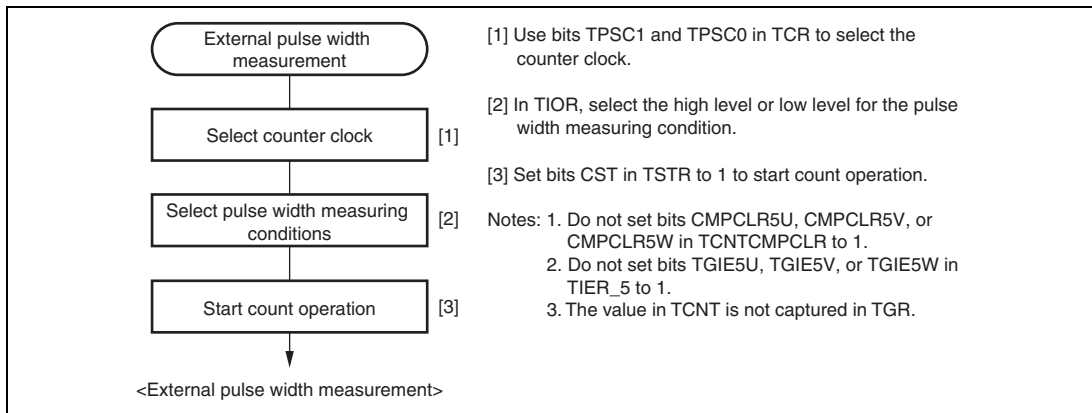 External pulse width
measurement
Select counter clock
[1]
Select pulse width measuring
conditions
[2]
Start count operation
[3]
<External pulse width measurement>
[1] Use bits TPSC1 and TPSC0 in TCR to select the
counter clock.
[2] In TIOR, select the high level or low level for the pulse
width measuring condition.
[3] Set bits CST in TSTR to 1 to start count operation.
Notes: 1. Do not set bits CMPCLR5U, CMPCLR5V, or
CMPCLR5W in TCNTCMPCLR to 1.
2. Do not set bits TGIE5U, TGIE5V, or TGIE5W in
TIER_5 to 1.
3. The value in TCNT is not captured in TGR.